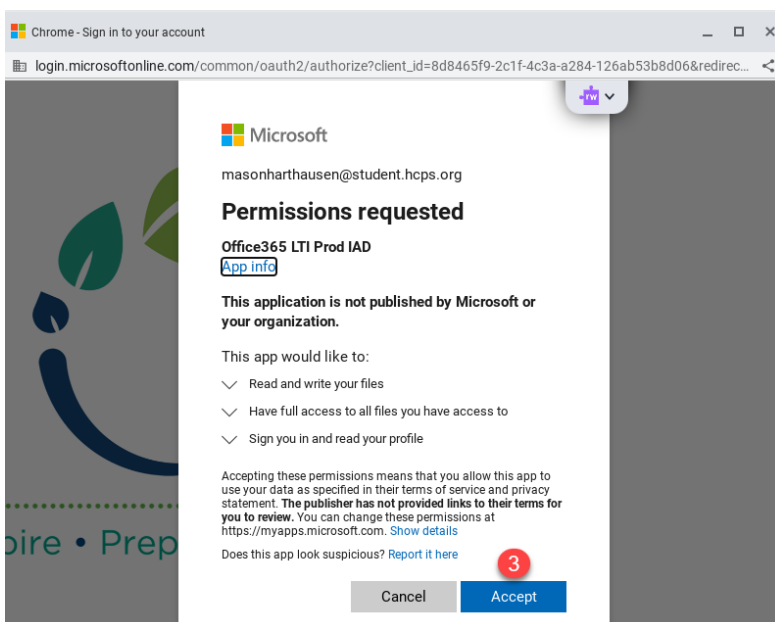 Chrome - Sign in to your account
login.microsoftonline.com/common/oauth2/authorize?client_id=8d8465f9-2c1f-4c3a-a284-126ab53b8d06&redirec...
rw
Microsoft
masonharthausen@student.hcps.org
Permissions requested
Office365 LTI Prod IAD
App info
This application is not published by Microsoft or
your organization.
This app would like to:
Read and write your files
Have full access to all files you have access to
Sign you in and read your profile
Accepting these permissions means that you allow this app to
use your data as specified in their terms of service and privacy
statement. The publisher has not provided links to their terms for
you to review. You can change these permissions at
https://myapps.microsoft.com. Show details
Does this app look suspicious? Report it here
pire • Prep
3
Cancel Accept